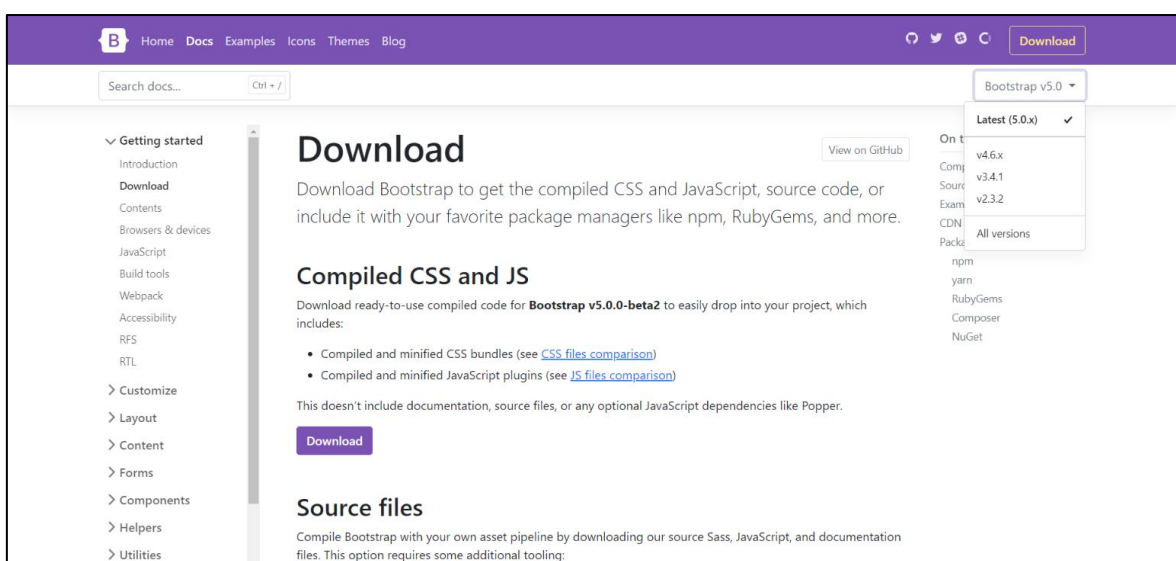 B Home Docs Examples Icons Themes Blog Download
Search docs... Ctrl + / Bootstrap v5.0
Latest (5.0.x)
v4.6.x
v3.4.1
v2.3.2
All versions
Getting started
Introduction
Download
Contents
Browsers & devices
JavaScript
Build tools
Webpack
Accessibility
RFS
RTL
Customize
Layout
Content
Forms
Components
Helpers
Utilities
Download
View on GitHub
Download Bootstrap to get the compiled CSS and JavaScript, source code, or
include it with your favorite package managers like npm, RubyGems, and more.
Compiled CSS and JS
Download ready-to-use compiled code for Bootstrap v5.0.0-beta2 to easily drop into your project, which
includes:
• Compiled and minified CSS bundles (see CSS files comparison)
• Compiled and minified JavaScript plugins (see JS files comparison)
This doesn't include documentation, source files, or any optional JavaScript dependencies like Popper.
Download
Source files
Compile Bootstrap with your own asset pipeline by downloading our source Sass, JavaScript, and documentation
files. This option requires some additional tooling:
On
CDN
npm
yarn
RubyGems
Composer
NuGet